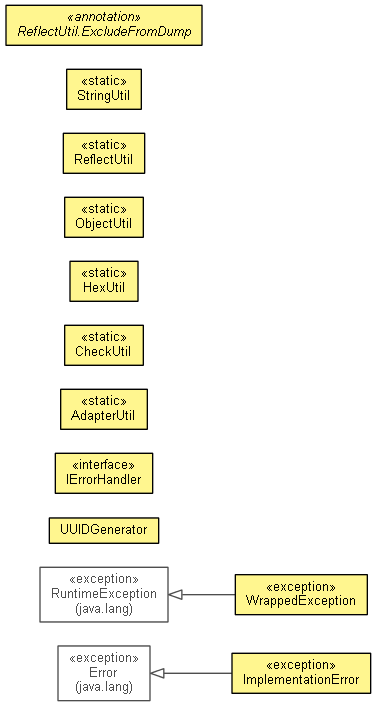 «annotation»
ReflectUtil.ExcludeFromDump
«static»
StringUtil
«static»
ReflectUtil
«static»
ObjectUtil
«static»
HexUtil
«static»
CheckUtil
«static»
AdapterUtil
«interface»
IErrorHandler
UUIDGenerator
«exception»
RuntimeException
(java.lang)
«exception»
WrappedException
«exception»
Error
(java.lang)
«exception»
ImplementationError